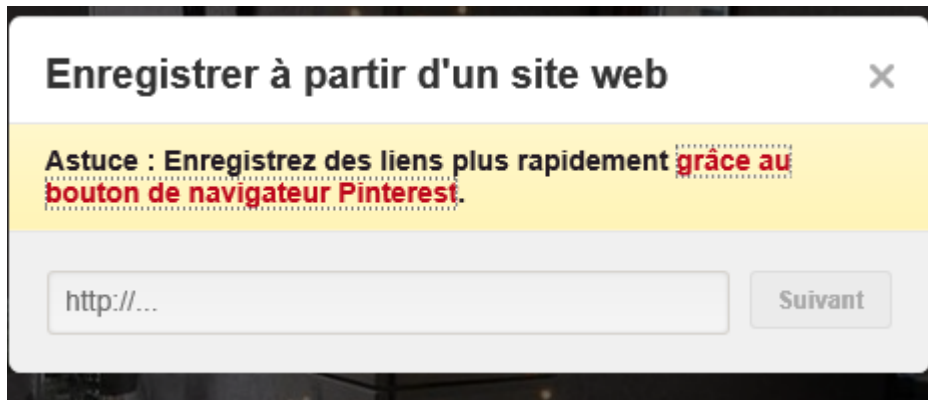 Enregistrer à partir d'un site web
Astuce : Enregistrez des liens plus rapidement grâce au
bouton de navigateur Pinterest.
http://...
Suivant